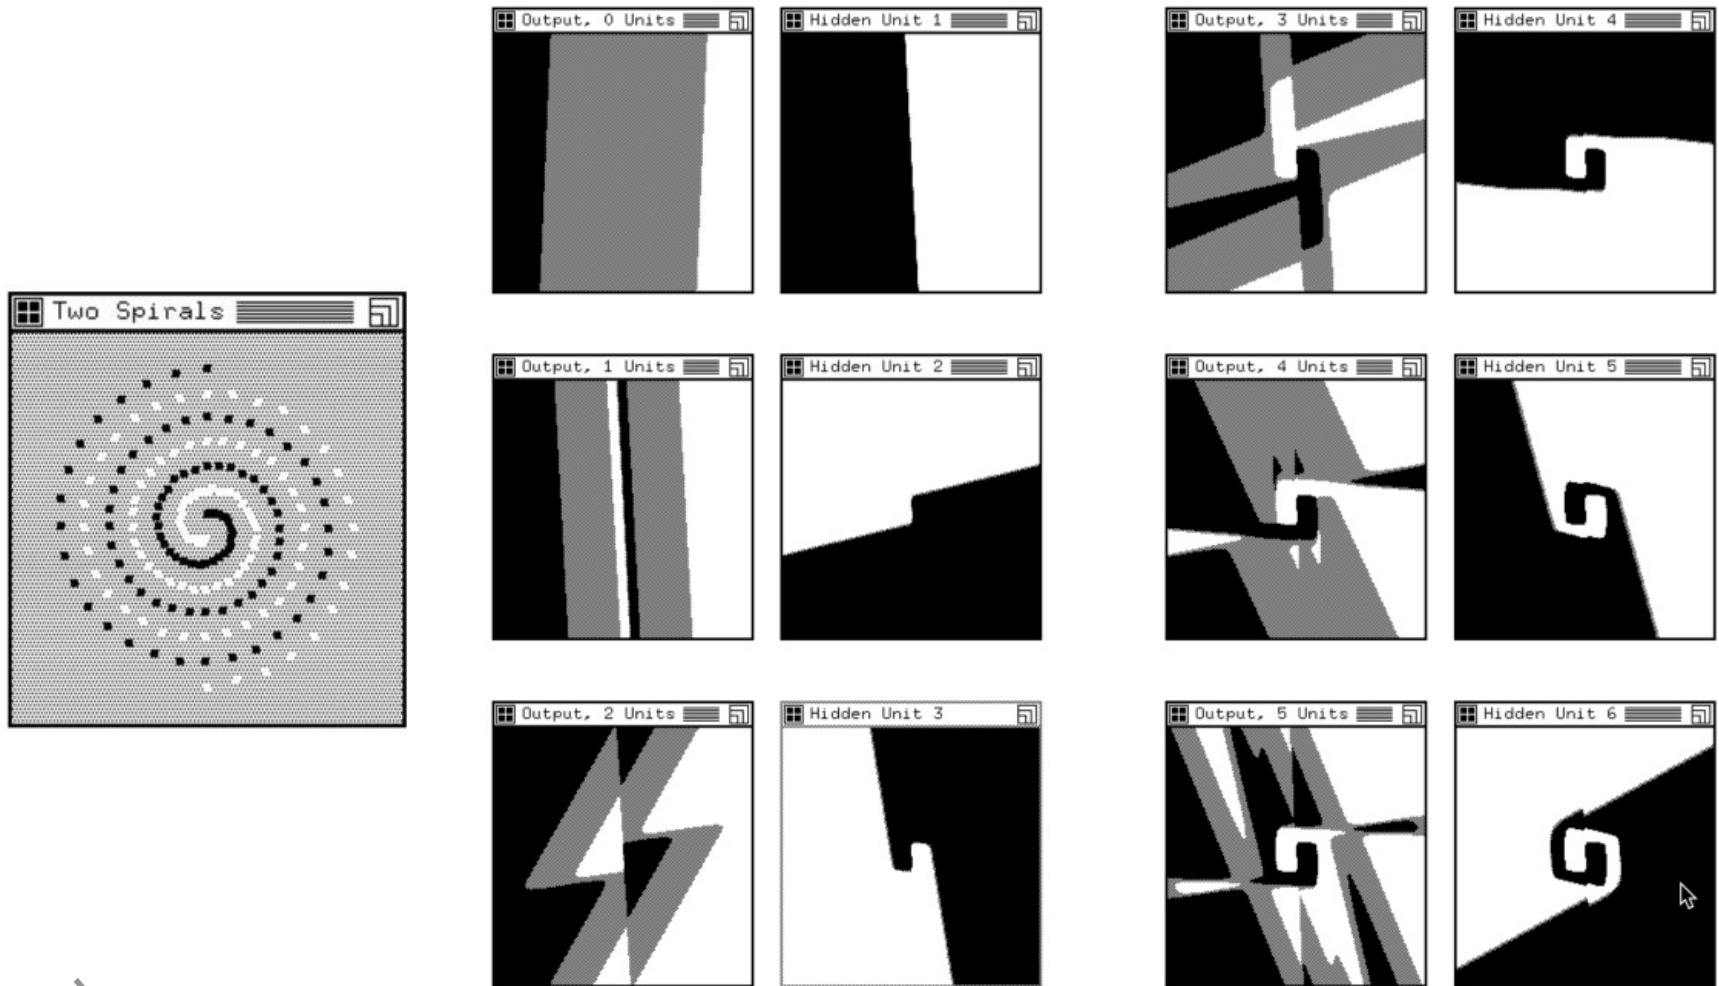 Output, 0 Units
Hidden Unit 1
Output, 3 Units
Hidden Unit 4
Two Spirals
Output, 1 Units
Hidden Unit 2
Output, 4 Units
Hidden Unit 5
Output, 2 Units
Hidden Unit 3
Output, 5 Units
Hidden Unit 6